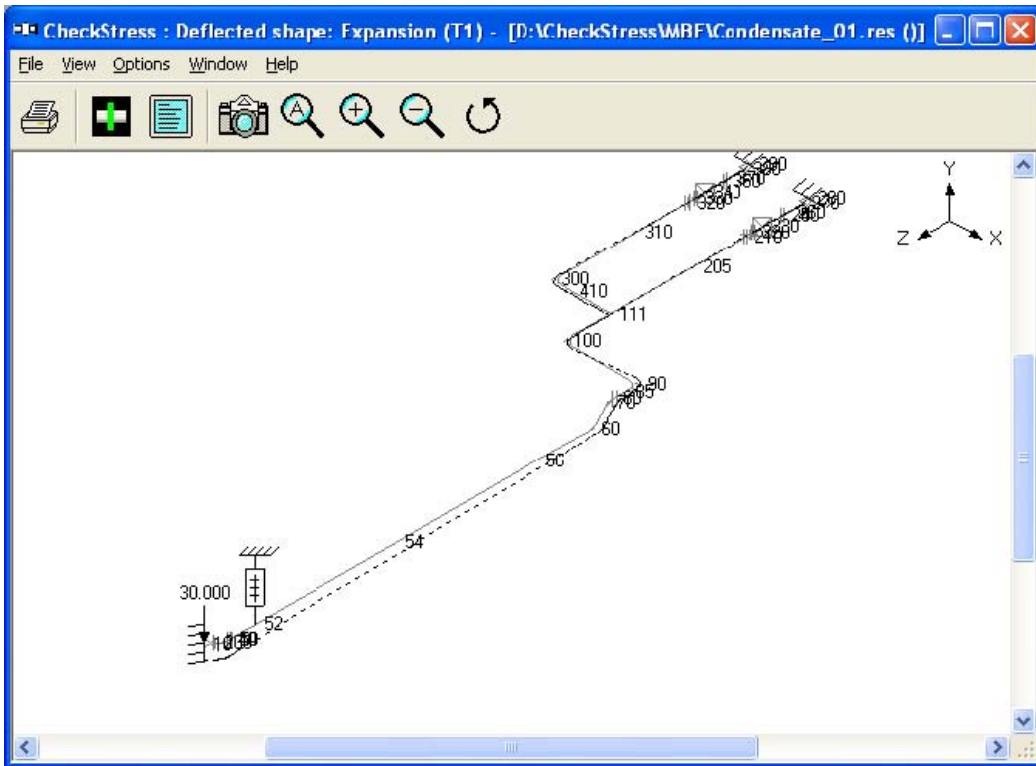 CheckStress : Deflected shape: Expansion (T1) - [D:\CheckStress\MBF\Condensate_01.res ()]
File View Options Window Help
A
Y
Z
X
310
300
410
205
111
100
90
60
56
54
30.000
52